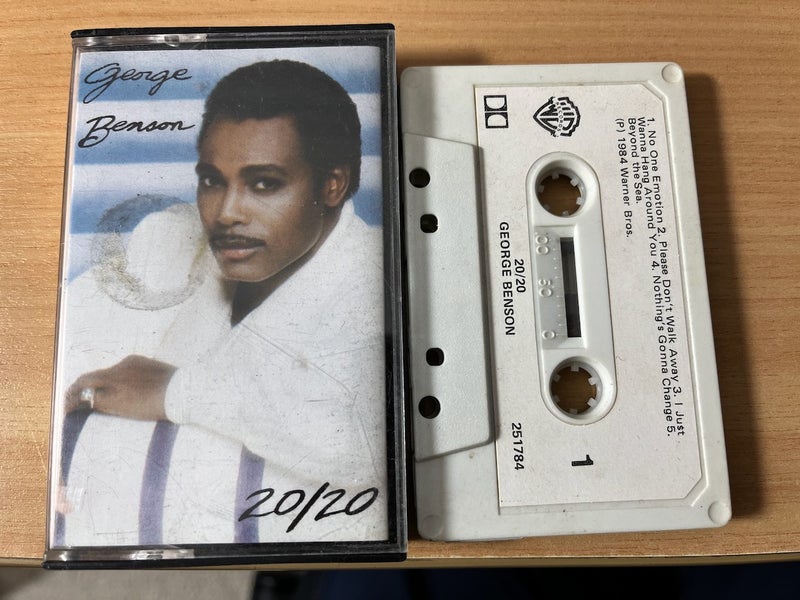 George
Benson
20/20
1. No One Emotion 2. Please Don't Walk Away 3. I Just
Wanna Hang Around You 4. Nothing's Gonna Change 5.
Beyond the Sea.
(P) 1984 Warner Bros.
100 50 0
20/20
GEORGE BENSON
251784
1